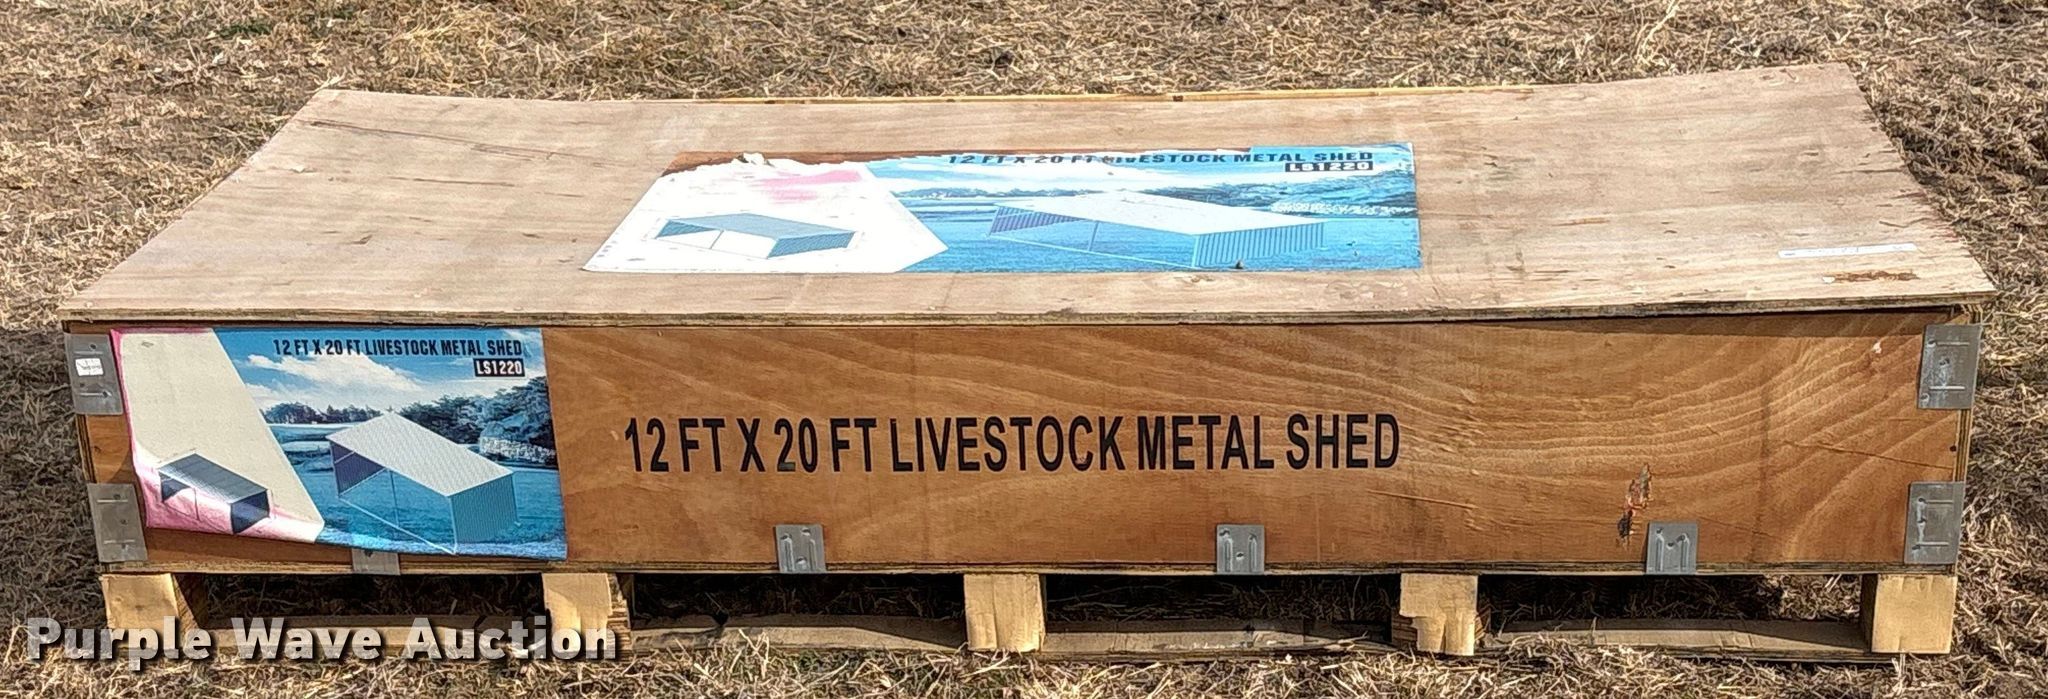 12 FT X 20 FT LIVESTOCK METAL SHED
LS1220
12 FT X 20 FT LIVESTOCK METAL SHED
LS1220
12 FT X 20 FT LIVESTOCK METAL SHED
Purple Wave Auction